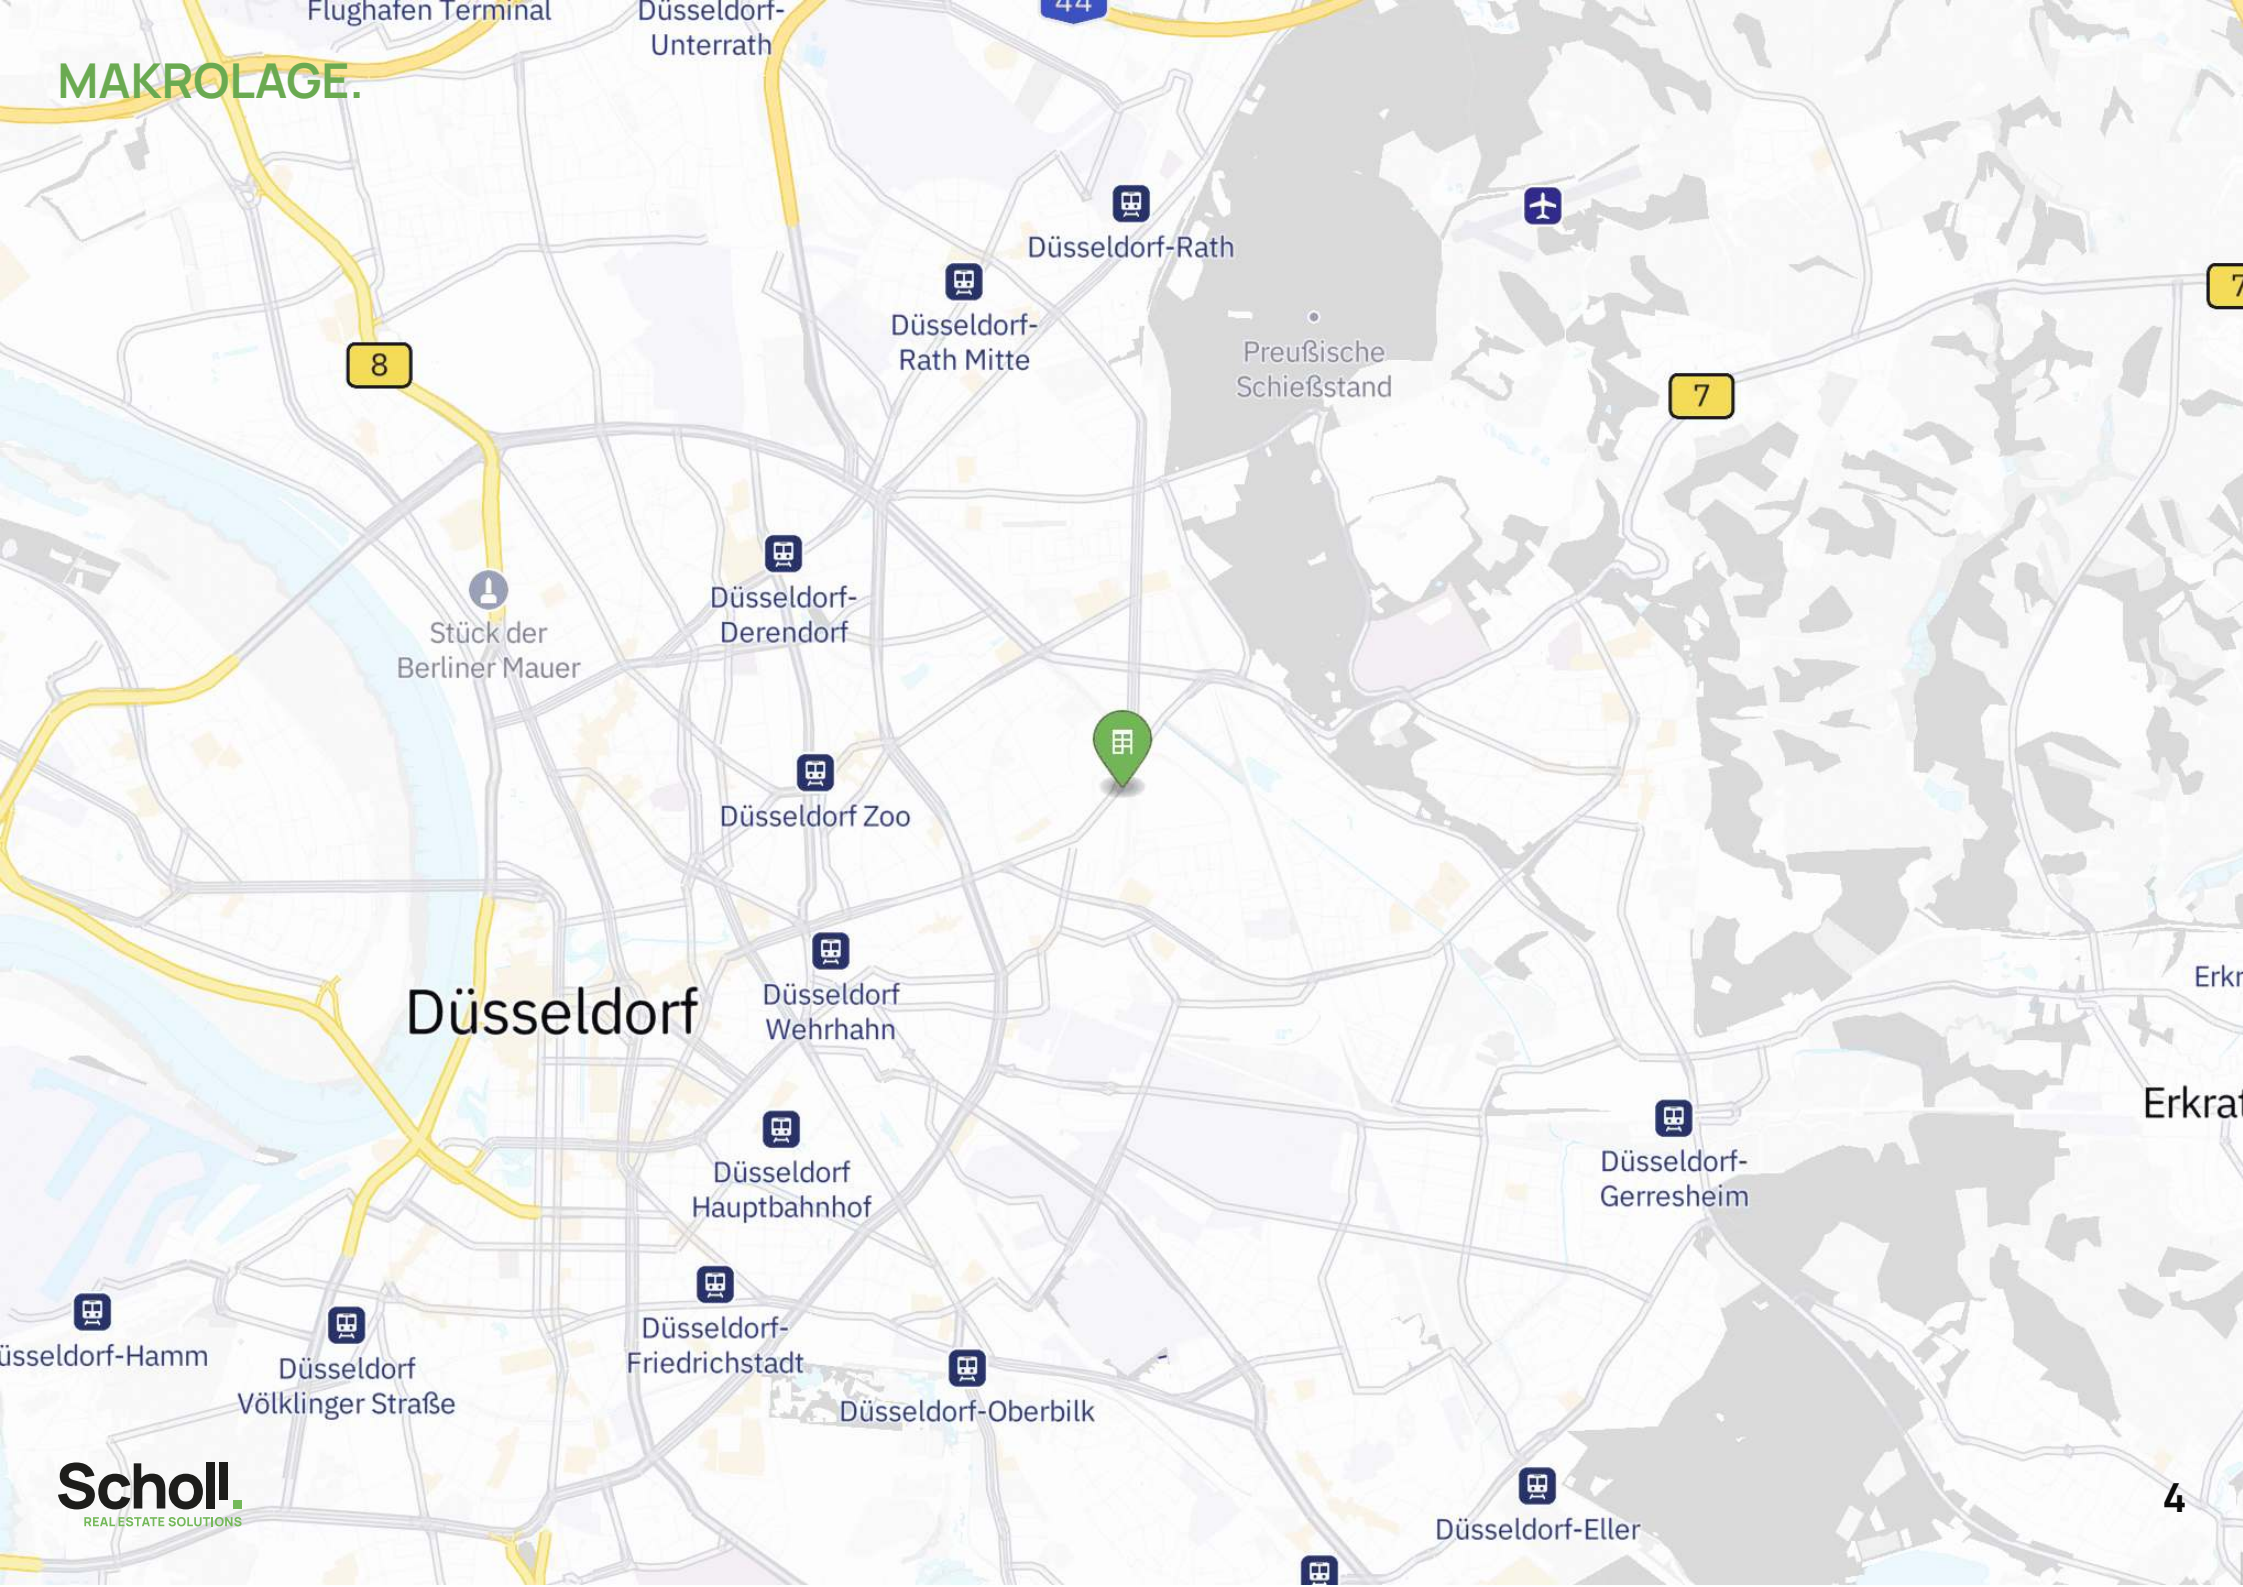 Flughafen Terminal
Düsseldorf-
Unterrath
44
MAKROLAGE.
Düsseldorf-Rath
Düsseldorf-
Rath Mitte
Preußische
Schießstand
7
8
7
Düsseldorf-
Derendorf
Stück der
Berliner Mauer
Düsseldorf Zoo
Düsseldorf
Düsseldorf
Wehrhahn
Erkr
Erkrat
Düsseldorf
Hauptbahnhof
Düsseldorf-
Gerresheim
üsseldorf-Hamm
Düsseldorf
Völklinger Straße
Düsseldorf-
Friedrichstadt
Düsseldorf-Oberbilk
Düsseldorf-Eller
Scholl.
REAL ESTATE SOLUTIONS
4